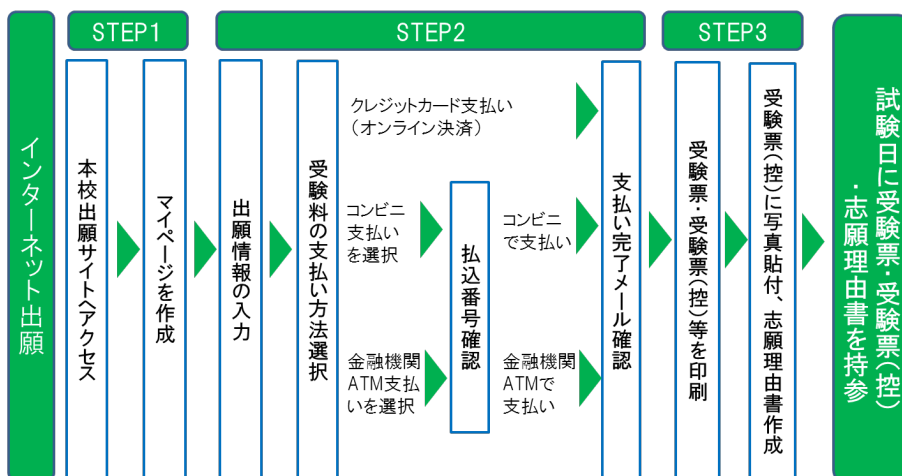 インターネット出願
STEP1
本校出願サイトへアクセス
マイページを作成
STEP2
出願情報の入力
受験料の支払い方法選択
クレジットカード支払い
（オンライン決済）
コンビニ
支払い
を選択
金融機関
ATM支払
いを選択
払込番号確認
コンビニ
で支払い
金融機関
ATMで
支払い
支払い完了メール確認
STEP3
受験票・受験票(控)等を印刷
受験票(控)に写真貼付、志願理由書作成
試験日に受験票・受験票(控)
・志願理由書を持参